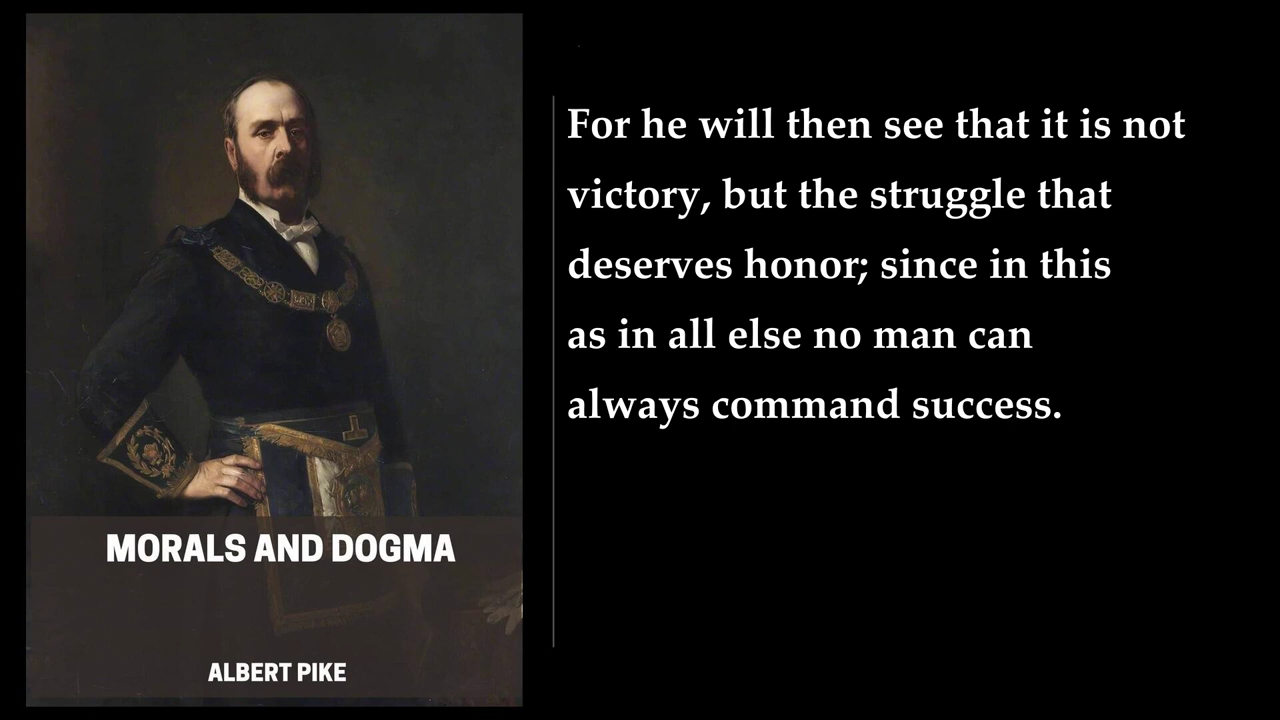 MORALS AND DOGMA
ALBERT PIKE
For he will then see that it is not
victory, but the struggle that
deserves honor; since in this
as in all else no man can
always command success.